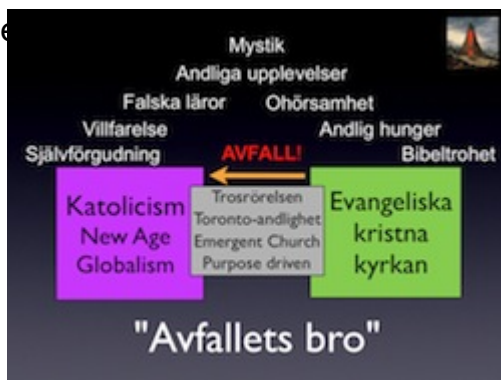 Mystik
Andliga upplevelser
Falska läror Ohörsamhet
Villfarelse Andlig hunger
Självförgudning AVFALL! Bibeltrohet
Katolicism
New Age
Globalism
Trosrörelsen
Toronto-andlighet
Emergent Church
Purpose driven
Evangeliska
kristna
kyrkan
"Avfallets bro"